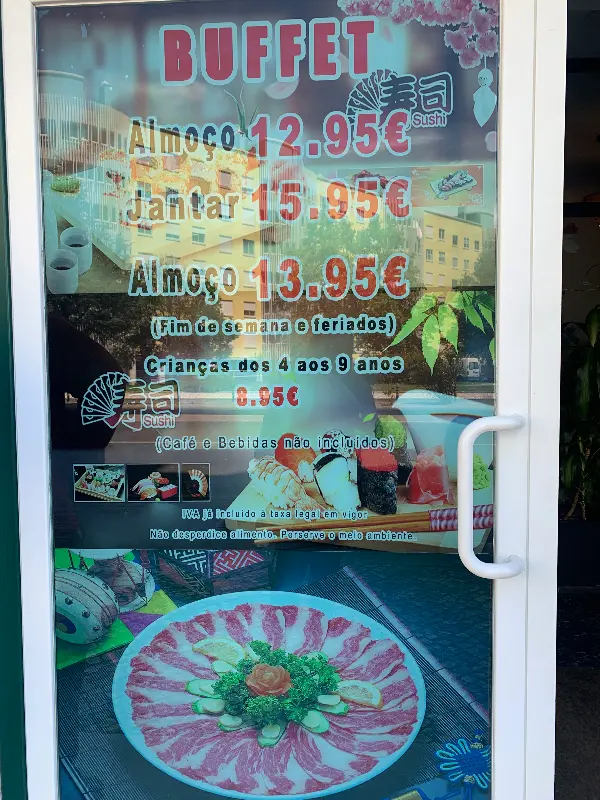 BUFFET
寿司
Sushi
Almoço 12.95€
Jantar 15.95€
Almoço 13.95€
(Fim de semana e feriados)
Crianças dos 4 aos 9 anos
8.95€
寿司
Sushi
(Café e Bebidas não incluídos)
IVA já incluido à taxa legal em vigor
Não desperdice alimento. Perserve o meio ambiente